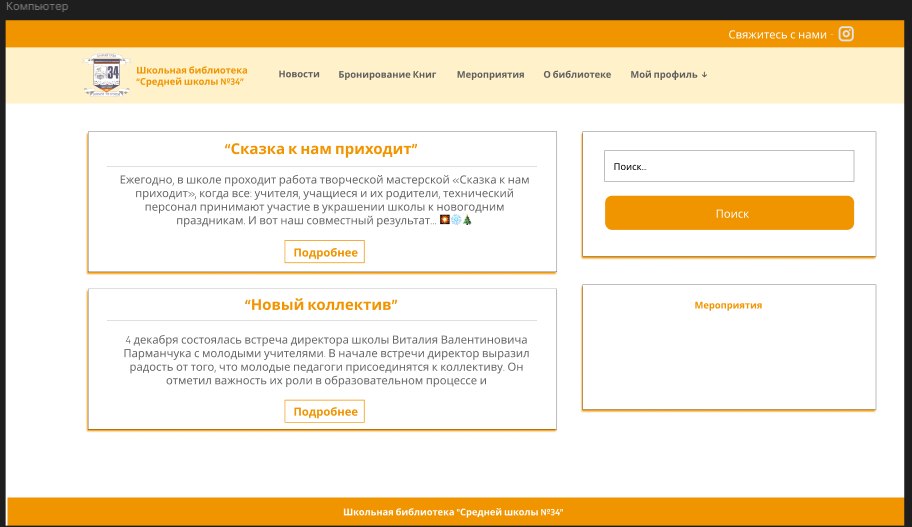 Компьютер
Свяжитесь с нами -
34
Школьная библиотека
"Средней школы №34"
Новости
Бронирование Книг
Мероприятия
О библиотеке
Мой профиль ↓
"Сказка к нам приходит"
Ежегодно, в школе проходит работа творческой мастерской «Сказка к нам
приходит», когда все: учителя, учащиеся и их родители, технический
персонал принимают участие в украшении школы к новогодним
праздникам. И вот наш совместный результат... 🎇❄️🎄
Подробнее
"Новый коллектив"
4 декабря состоялась встреча директора школы Виталия Валентиновича
Парманчука с молодыми учителями. В начале встречи директор выразил
радость от того, что молодые педагоги присоединятся к коллективу. Он
отметил важность их роли в образовательном процессе и
Подробнее
Поиск..
Поиск
Мероприятия
Школьная библиотека "Средней школы №34"